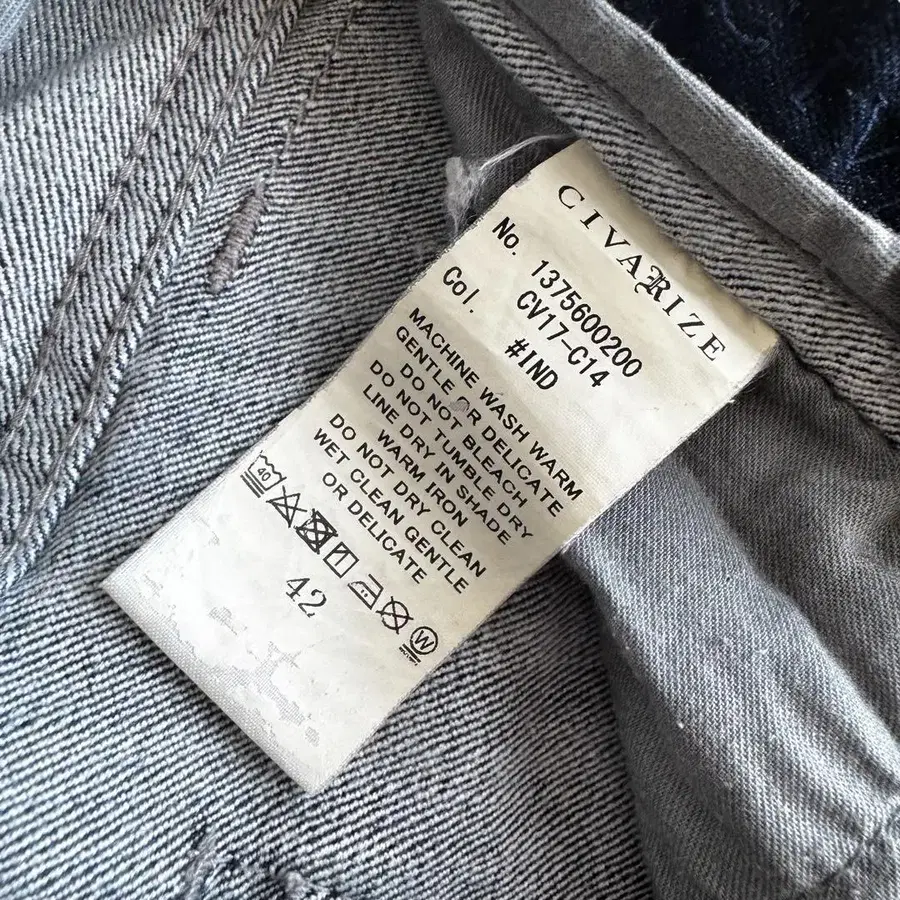 CIVARIZE
No. 1375600200
CV17-C14
Col. #IND
MACHINE WASH WARM
GENTLE OR DELICATE
DO NOT BLEACH
DO NOT TUMBLE DRY
LINE DRY IN SHADE
WARM IRON
DO NOT DRY CLEAN
WET CLEAN GENTLE
OR DELICATE
40 W
42